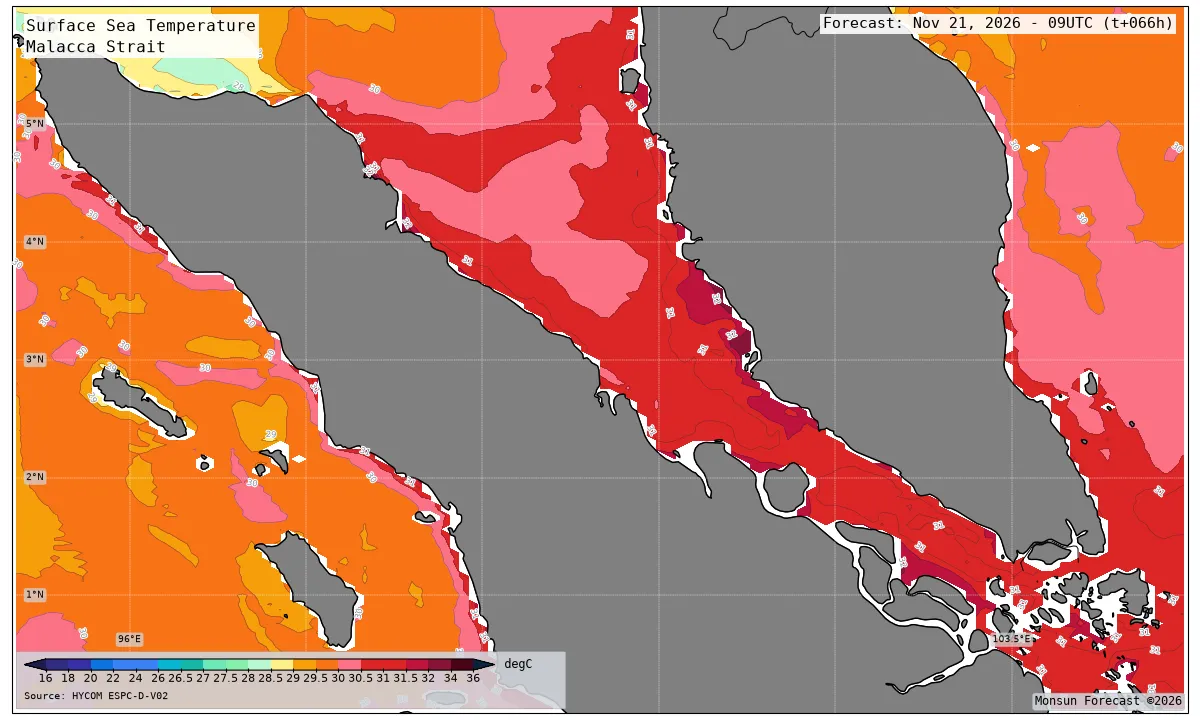 Surface Sea Temperature
Malacca Strait
Forecast: Nov 21, 2026 - 09UTC (t+066h)
5°N
4°N
3°N
2°N
1°N
96°E
103.5°E
degC
16 18 20 22 24 26 26.5 27 27.5 28 28.5 29 29.5 30 30.5 31 31.5 32 34 36
Source: HYCOM ESPC-D-V02
Monsun Forecast ©2026